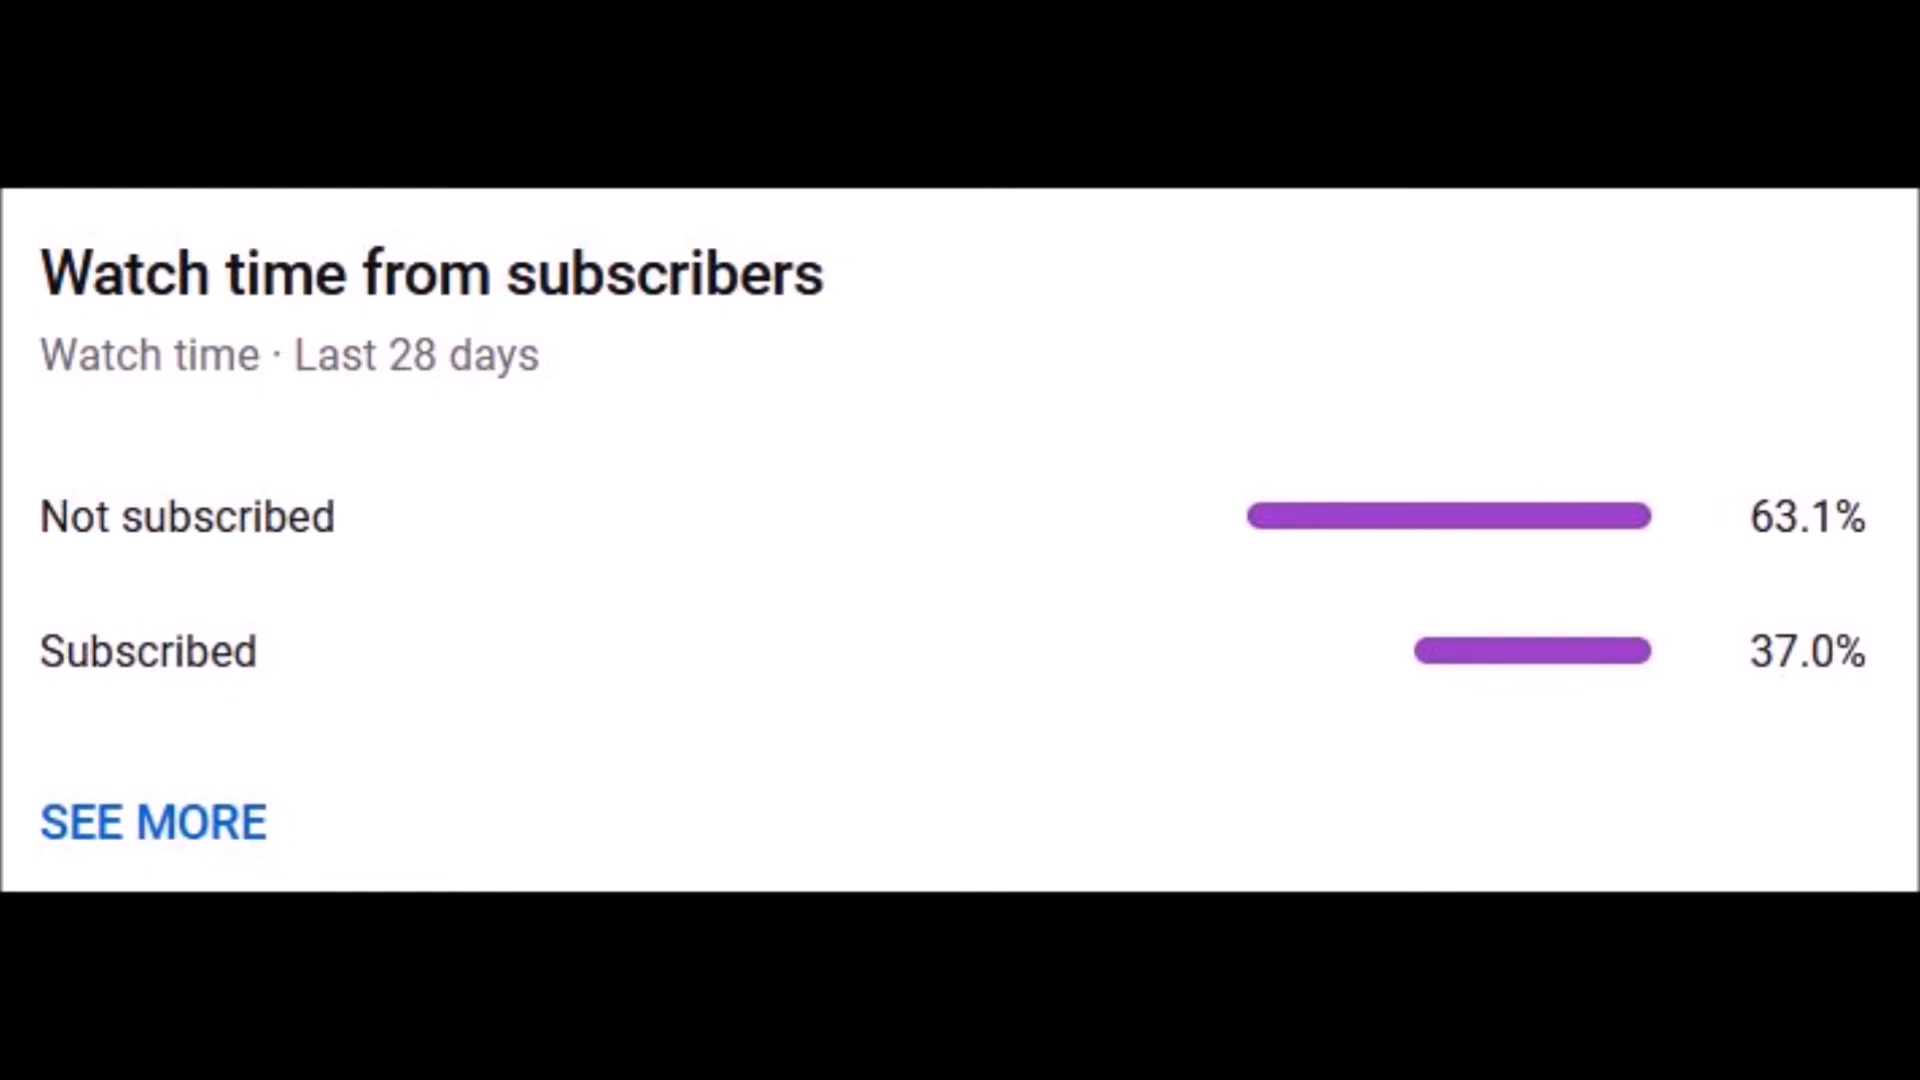 Watch time from subscribers
Watch time · Last 28 days
Not subscribed 63.1%
Subscribed 37.0%
SEE MORE